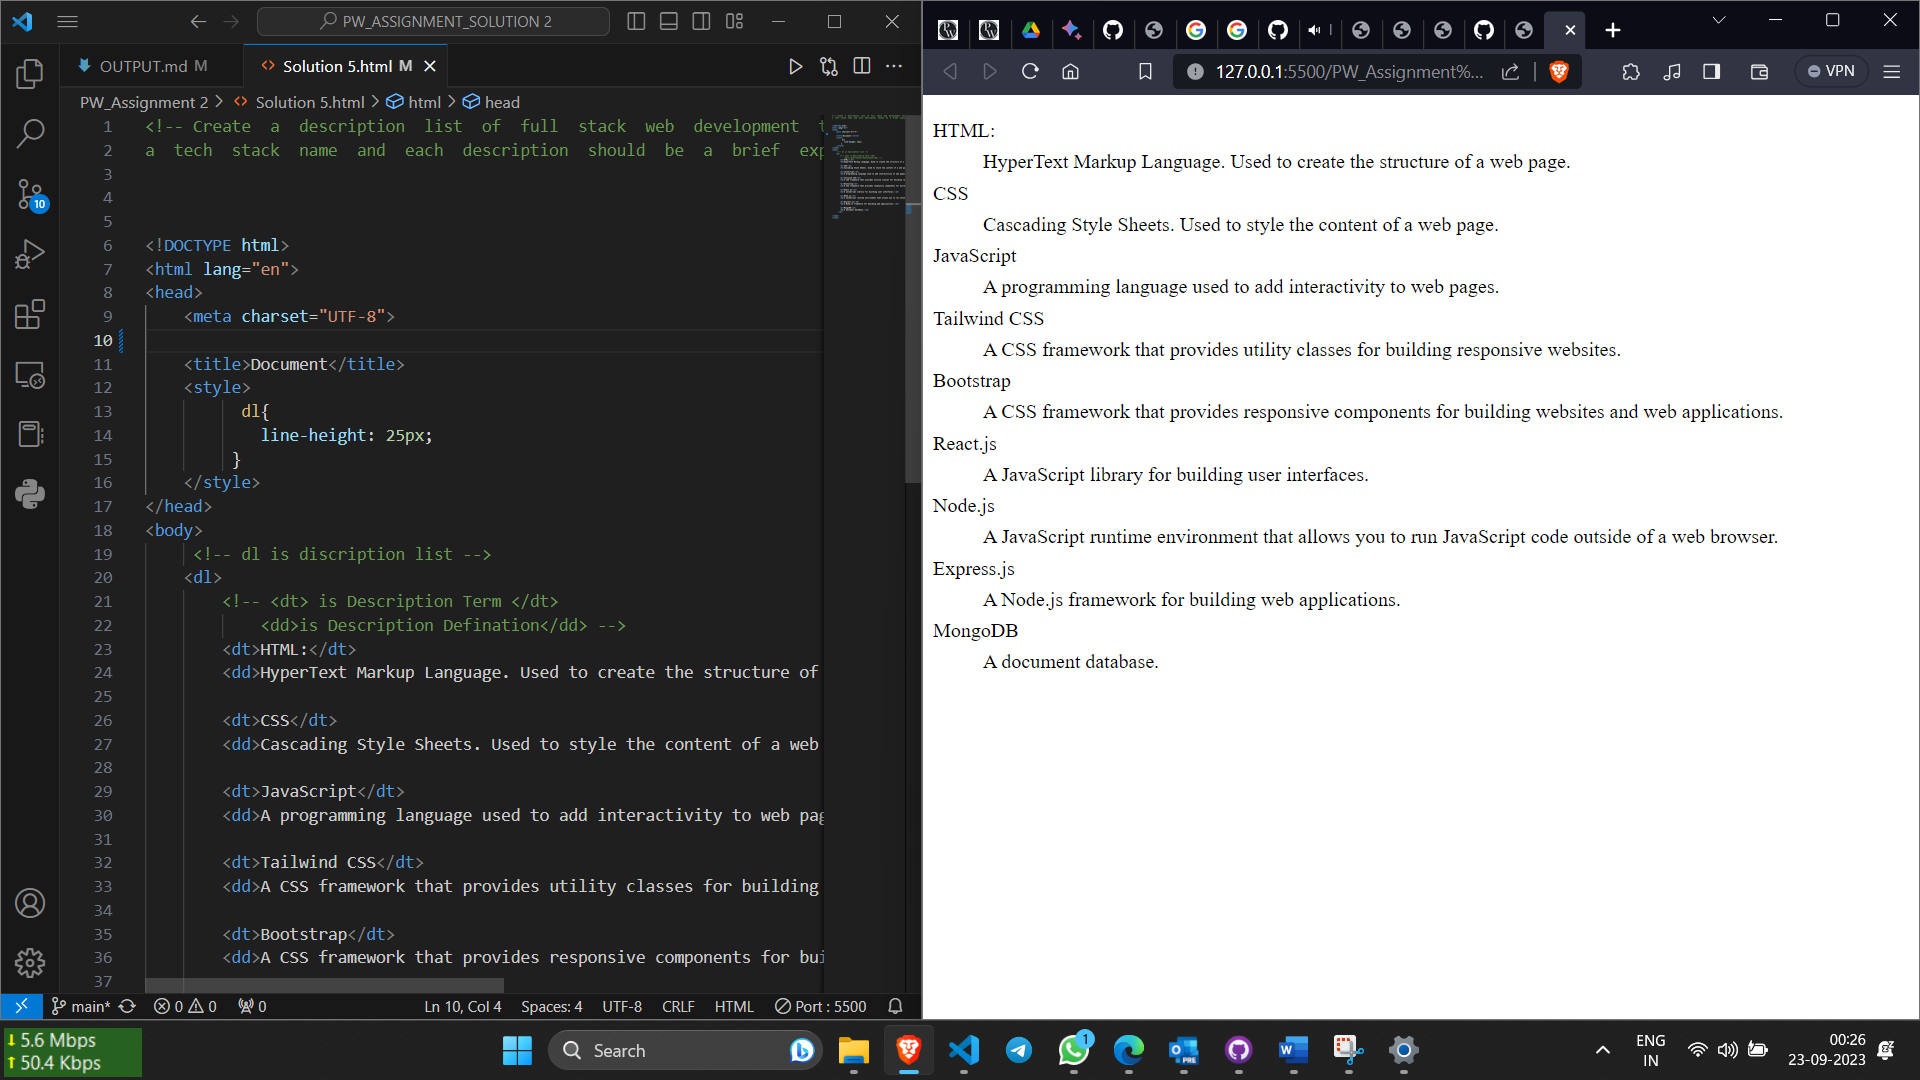 PW_ASSIGNMENT_SOLUTION 2
OUTPUT.md M
Solution 5.html M
PW_Assignment 2 > Solution 5.html > html > head
1 <!-- Create a description list of full stack web development
2 a tech stack name and each description should be a brief exp
3
4
5
6 <!DOCTYPE html>
7 <html lang="en">
8 <head>
9 <meta charset="UTF-8">
10
11 <title>Document</title>
12 <style>
13 dl{
14 line-height: 25px;
15 }
16 </style>
17 </head>
18 <body>
19 <!-- dl is discription list -->
20 <dl>
21 <!-- <dt> is Description Term </dt>
22 <dd>is Description Defination</dd> -->
23 <dt>HTML:</dt>
24 <dd>HyperText Markup Language. Used to create the structure of
25
26 <dt>CSS</dt>
27 <dd>Cascading Style Sheets. Used to style the content of a web
28
29 <dt>JavaScript</dt>
30 <dd>A programming language used to add interactivity to web pag
31
32 <dt>Tailwind CSS</dt>
33 <dd>A CSS framework that provides utility classes for building
34
35 <dt>Bootstrap</dt>
36 <dd>A CSS framework that provides responsive components for bui
37
10
main* 0 0 0 Ln 10, Col 4 Spaces: 4 UTF-8 CRLF HTML Port : 5500
127.0.0.1:5500/PW_Assignment%...
VPN
HTML:
HyperText Markup Language. Used to create the structure of a web page.
CSS
Cascading Style Sheets. Used to style the content of a web page.
JavaScript
A programming language used to add interactivity to web pages.
Tailwind CSS
A CSS framework that provides utility classes for building responsive websites.
Bootstrap
A CSS framework that provides responsive components for building websites and web applications.
React.js
A JavaScript library for building user interfaces.
Node.js
A JavaScript runtime environment that allows you to run JavaScript code outside of a web browser.
Express.js
A Node.js framework for building web applications.
MongoDB
A document database.
5.6 Mbps
50.4 Kbps
Search
1
ENG
IN
00:26
23-09-2023